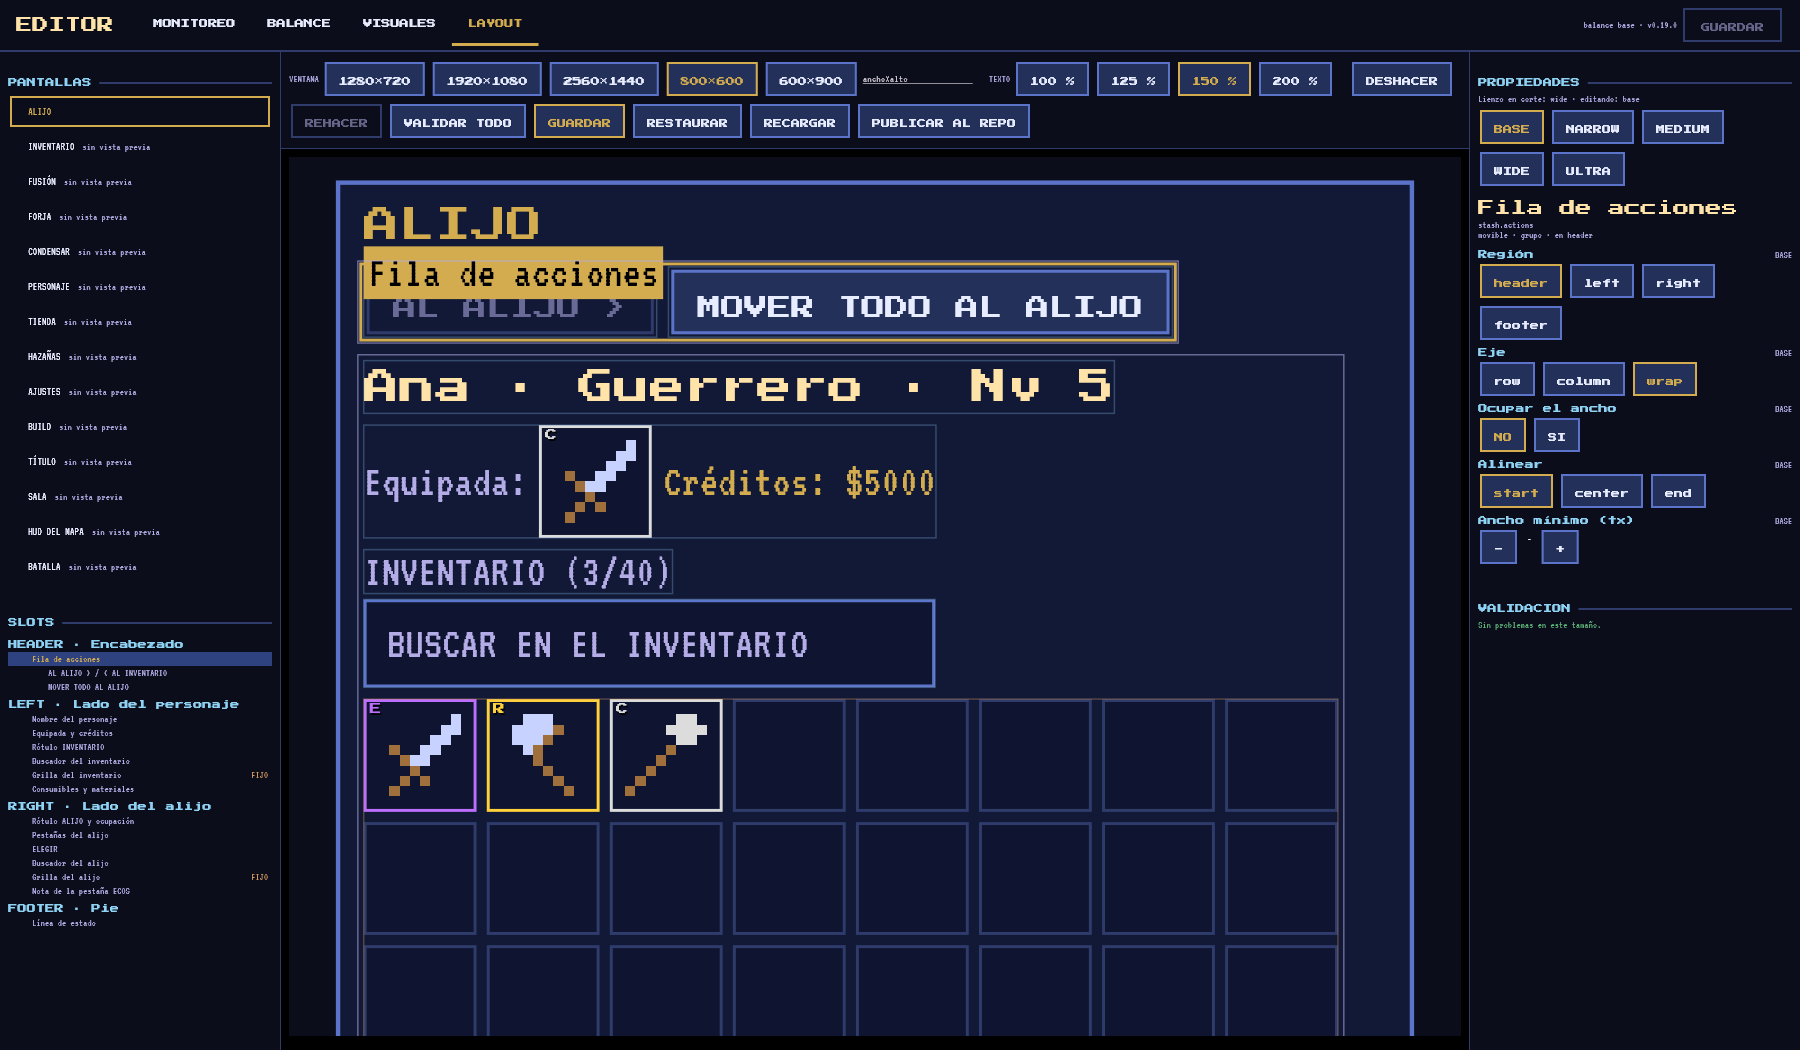 EDITOR
MONITOREO
BALANCE
VISUALES
LAYOUT
balance base · v0.19.0
GUARDAR
PANTALLAS
ALIJO
INVENTARIO sin vista previa
FUSIÓN sin vista previa
FORJA sin vista previa
CONDENSAR sin vista previa
PERSONAJE sin vista previa
TIENDA sin vista previa
HAZAÑAS sin vista previa
AJUSTES sin vista previa
BUILD sin vista previa
TÍTULO sin vista previa
SALA sin vista previa
HUD DEL MAPA sin vista previa
BATALLA sin vista previa
SLOTS
HEADER · Encabezado
Fila de acciones
AL ALIJO > / < AL INVENTARIO
MOVER TODO AL ALIJO
LEFT · Lado del personaje
Nombre del personaje
Equipada y créditos
Rótulo INVENTARIO
Buscador del inventario
Grilla del inventario FIJO
Consumibles y materiales
RIGHT · Lado del alijo
Rótulo ALIJO y ocupación
Pestañas del alijo
ELEGIR
Buscador del alijo
Grilla del alijo FIJO
Nota de la pestaña ECOS
FOOTER · Pie
Línea de estado
VENTANA 1280×720 1920×1080 2560×1440 800×600 600×900 anchoXalto TEXTO 100 % 125 % 150 % 200 % DESHACER
REHACER VALIDAR TODO GUARDAR RESTAURAR RECARGAR PUBLICAR AL REPO
ALIJO
Fila de acciones
AL ALIJO >
MOVER TODO AL ALIJO
Ana · Guerrero · Nv 5
Equipada: C Créditos: $5000
INVENTARIO (3/40)
BUSCAR EN EL INVENTARIO
E R C
PROPIEDADES
Lienzo en corte: wide · editando: base
BASE NARROW MEDIUM
WIDE ULTRA
Fila de acciones
stash.actions
movible · grupo · en header
Región BASE
header left right
footer
Eje BASE
row column wrap
Ocupar el ancho BASE
NO SI
Alinear BASE
start center end
Ancho mínimo (tx) BASE
- · +
VALIDACION
Sin problemas en este tamaño.